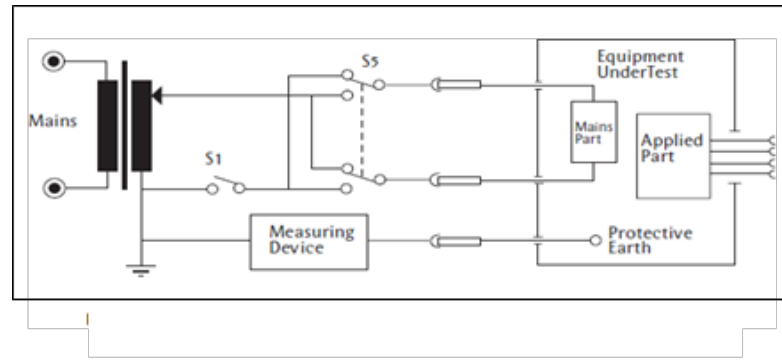 S5
Equipment
UnderTest
Mains
Mains
Part
Applied
Part
S1
Measuring
Device
Protective
Earth